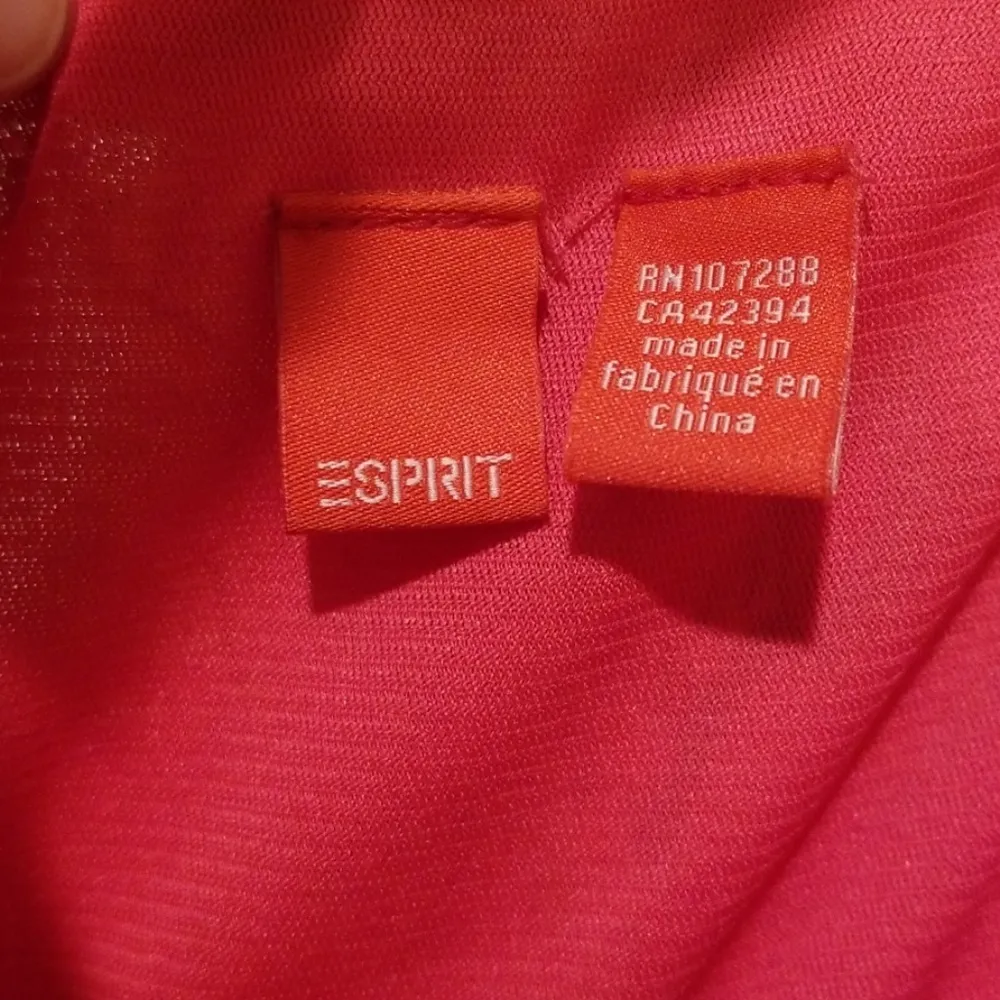 ESPRIT
RN107288
CA42394
made in
fabriqué en
China